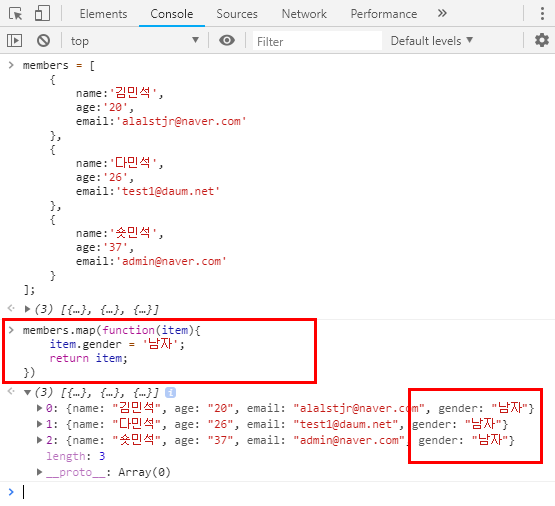 Elements Console Sources Network Performance »
top Filter Default levels ▼
> members = [
{
name:'김민석',
age:'20',
email:'alalstjr@naver.com'
},
{
name:'다민석',
age:'26',
email:'test1@daum.net'
},
{
name:'숏민석',
age:'37',
email:'admin@naver.com'
}
];
(3) [{…}, {…}, {…}]
> members.map(function(item){
item.gender = '남자';
return item;
})
(3) [{…}, {…}, {…}] i
0: {name: "김민석", age: "20", email: "alalstjr@naver.com", gender: "남자"}
1: {name: "다민석", age: "26", email: "test1@daum.net", gender: "남자"}
2: {name: "숏민석", age: "37", email: "admin@naver.com", gender: "남자"}
length: 3
__proto__: Array(0)
>